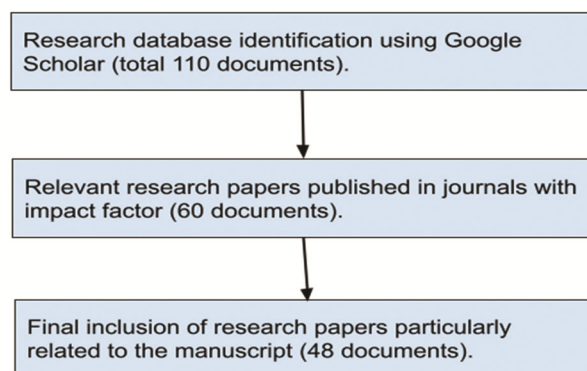 Research database identification using Google
Scholar (total 110 documents).
Relevant research papers published in journals with
impact factor (60 documents).
Final inclusion of research papers particularly
related to the manuscript (48 documents).